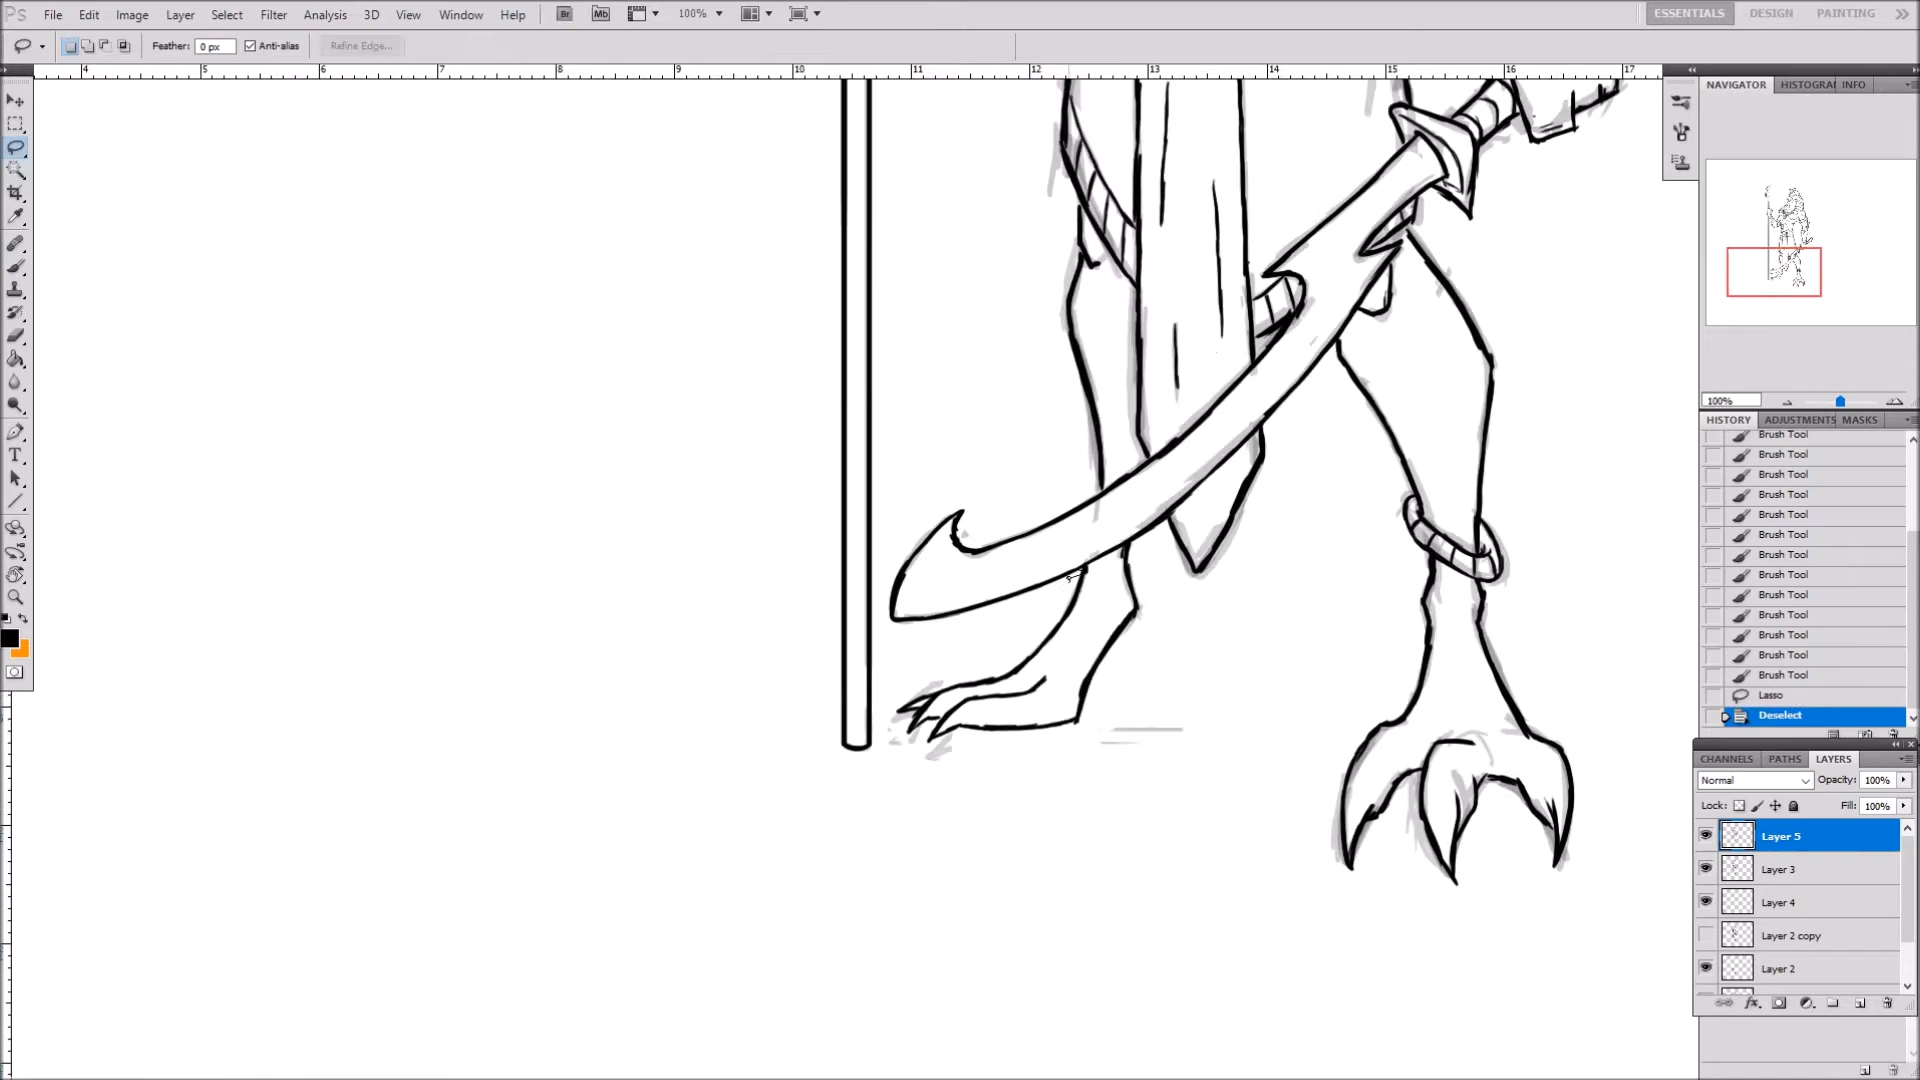 Ps File Edit Image Layer Select Filter Analysis 3D View Window Help Br Mb 100% ESSENTIALS DESIGN PAINTING
Feather: 0 px Anti-alias Refine Edge...
4 5 6 7 8 9 10 11 12 13 14 15 16 17
NAVIGATOR HISTOGRA INFO
100%
HISTORY ADJUSTMENTS MASKS
Brush Tool
Brush Tool
Brush Tool
Brush Tool
Brush Tool
Brush Tool
Brush Tool
Brush Tool
Brush Tool
Brush Tool
Brush Tool
Brush Tool
Brush Tool
Lasso
Deselect
CHANNELS PATHS LAYERS
Normal Opacity: 100%
Lock: Fill: 100%
Layer 5
Layer 3
Layer 4
Layer 2 copy
Layer 2
fx